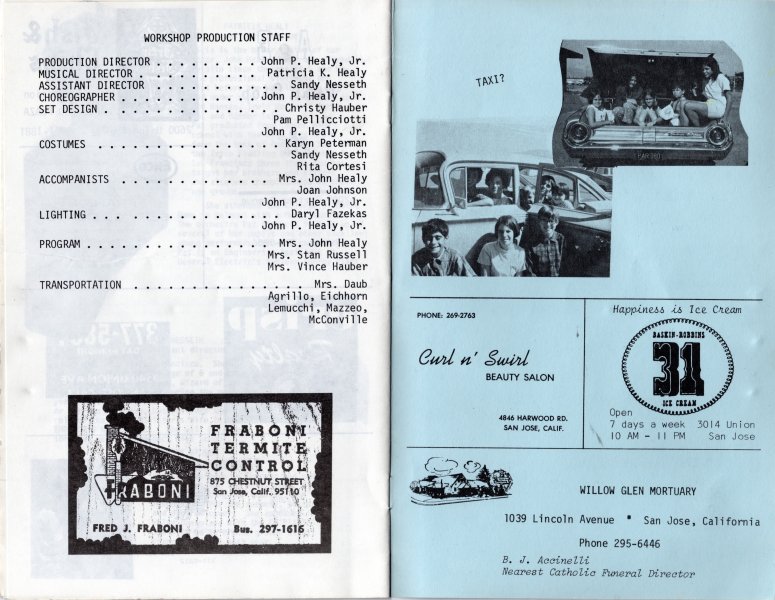 WORKSHOP PRODUCTION STAFF
PRODUCTION DIRECTOR . . . . . . . . . John P. Healy, Jr.
MUSICAL DIRECTOR . . . . . . . . . . . Patricia K. Healy
ASSISTANT DIRECTOR . . . . . . . . . . . . Sandy Nesseth
CHOREOGRAPHER . . . . . . . . . . . . John P. Healy, Jr.
SET DESIGN . . . . . . . . . . . . . . . Christy Hauber
Pam Pellicciotti
John P. Healy, Jr.
COSTUMES . . . . . . . . . . . . . . . . Karyn Peterman
Sandy Nesseth
Rita Cortesi
ACCOMPANISTS . . . . . . . . . . . . . . Mrs. John Healy
Joan Johnson
John P. Healy, Jr.
LIGHTING . . . . . . . . . . . . . . . . . Daryl Fazekas
John P. Healy, Jr.
PROGRAM . . . . . . . . . . . . . . . . Mrs. John Healy
Mrs. Stan Russell
Mrs. Vince Hauber
TRANSPORTATION . . . . . . . . . . . . . . . Mrs. Daub
Agrillo, Eichhorn
Lemucchi, Mazzeo,
McConville
FRABONI
TERMITE
CONTROL
875 CHESTNUT STREET
San Jose, Calif. 95110
FRABONI
FRED J. FRABONI Bus. 297-1616
TAXI?
PHONE: 269-2763
Curl n' Swirl
BEAUTY SALON
4846 HARWOOD RD.
SAN JOSE, CALIF.
Happiness is Ice Cream
BASKIN-ROBBINS
31
ICE CREAM
Open
7 days a week 3014 Union
10 AM - 11 PM San Jose
WILLOW GLEN MORTUARY
1039 Lincoln Avenue * San Jose, California
Phone 295-6446
B. J. Accinelli
Nearest Catholic Funeral Director